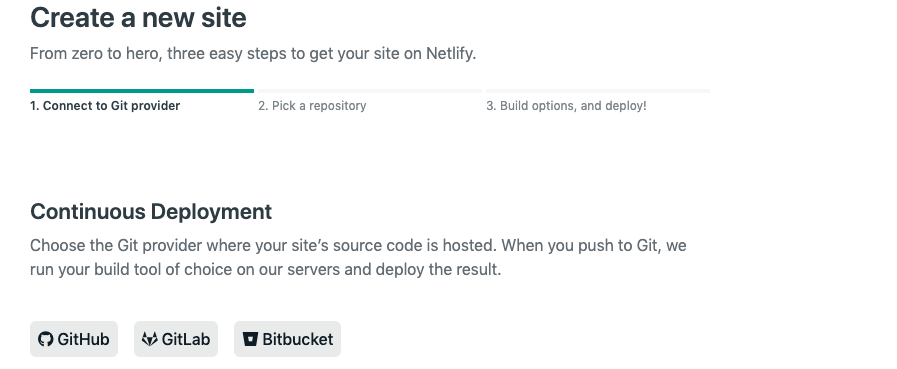 Create a new site
From zero to hero, three easy steps to get your site on Netlify.
1. Connect to Git provider
2. Pick a repository
3. Build options, and deploy!
Continuous Deployment
Choose the Git provider where your site’s source code is hosted. When you push to Git, we
run your build tool of choice on our servers and deploy the result.
GitHub
GitLab
Bitbucket